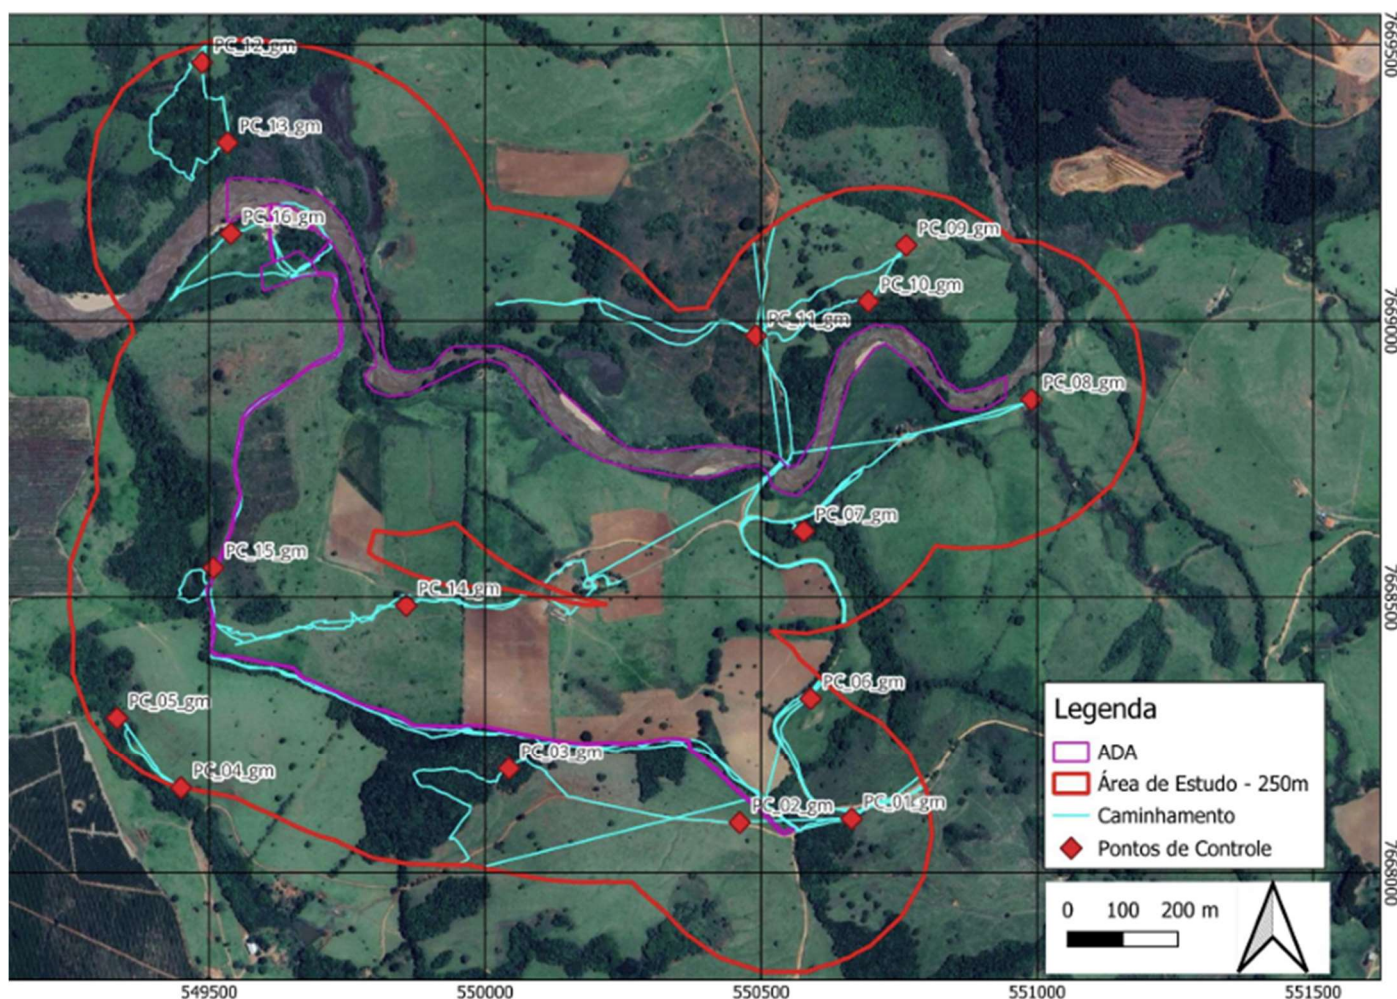 PC_12_gm
7669500
PC_13_gm
PC_16_gm
PC_09_gm
PC_10_gm
PC_11_gm
7669000
PC_08_gm
PC_07_gm
PC_15_gm
PC_14_gm
7668500
PC_06_gm
PC_05_gm
PC_03_gm
PC_04_gm
PC_02_gm
PC_01_gm
Legenda
ADA
Área de Estudo - 250m
Caminhamento
Pontos de Controle
7668000
0 100 200 m
549500 550000 550500 551000 551500